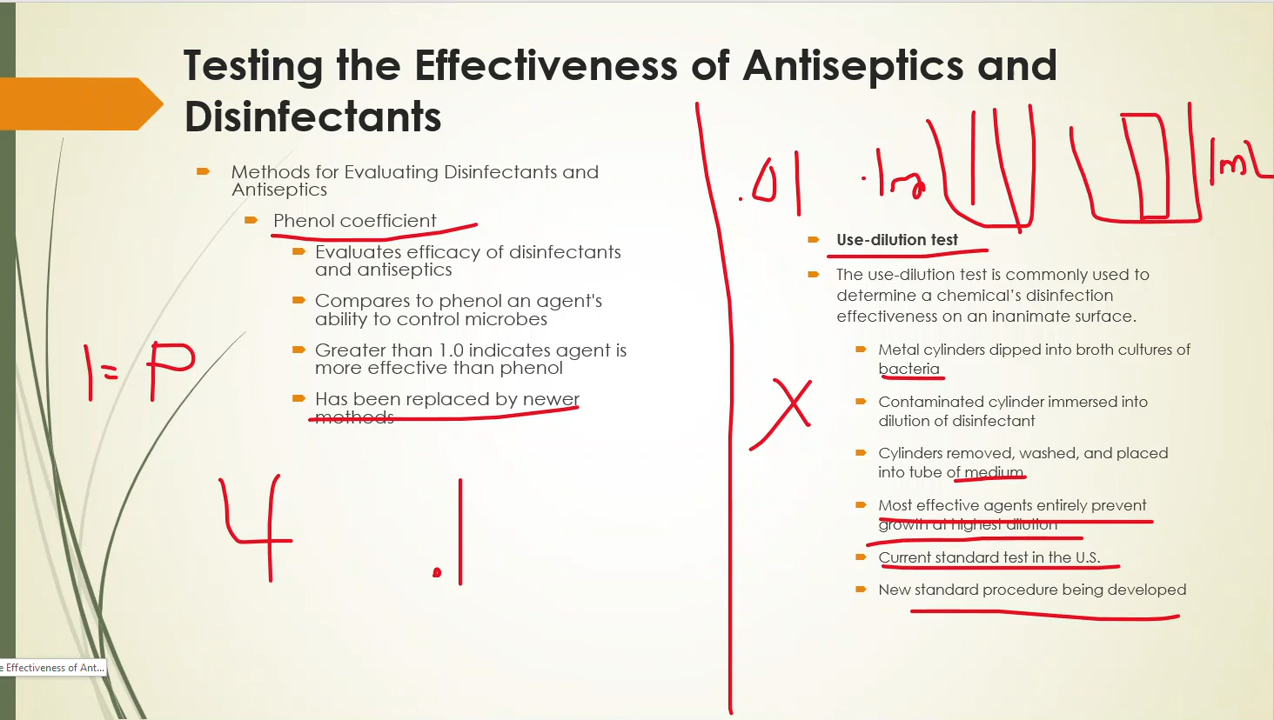 Testing the Effectiveness of Antiseptics and
Disinfectants
Methods for Evaluating Disinfectants and
Antiseptics
Phenol coefficient
Evaluates efficacy of disinfectants
and antiseptics
Compares to phenol an agent's
ability to control microbes
Greater than 1.0 indicates agent is
more effective than phenol
Has been replaced by newer
methods
1 = P
4
.1
.01
.1m
1mL
Use-dilution test
The use-dilution test is commonly used to
determine a chemical's disinfection
effectiveness on an inanimate surface.
Metal cylinders dipped into broth cultures of
bacteria
Contaminated cylinder immersed into
dilution of disinfectant
X
Cylinders removed, washed, and placed
into tube of medium
Most effective agents entirely prevent
growth at highest dilution
Current standard test in the U.S.
New standard procedure being developed
e Effectiveness of Ant...